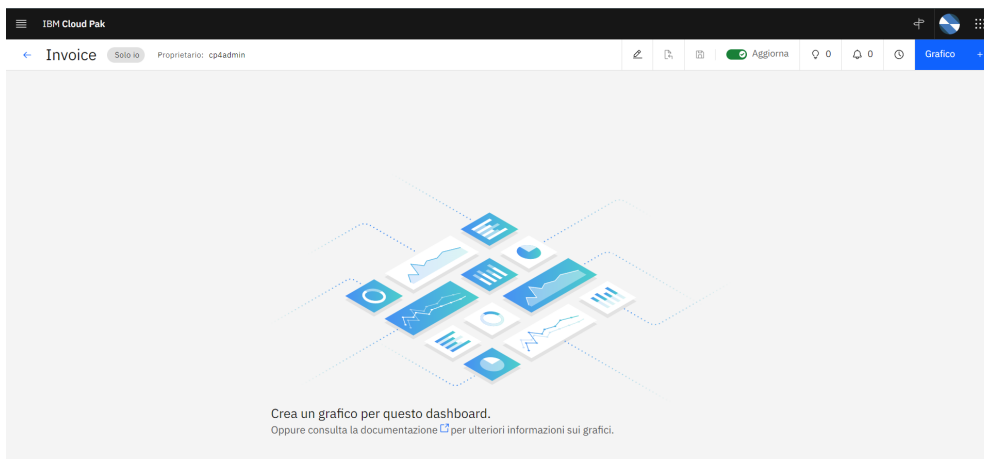 IBM Cloud Pak
Invoice Solo io Proprietario: cp4admin Aggiorna 0 0 Grafico +
Crea un grafico per questo dashboard.
Oppure consulta la documentazione per ulteriori informazioni sui grafici.